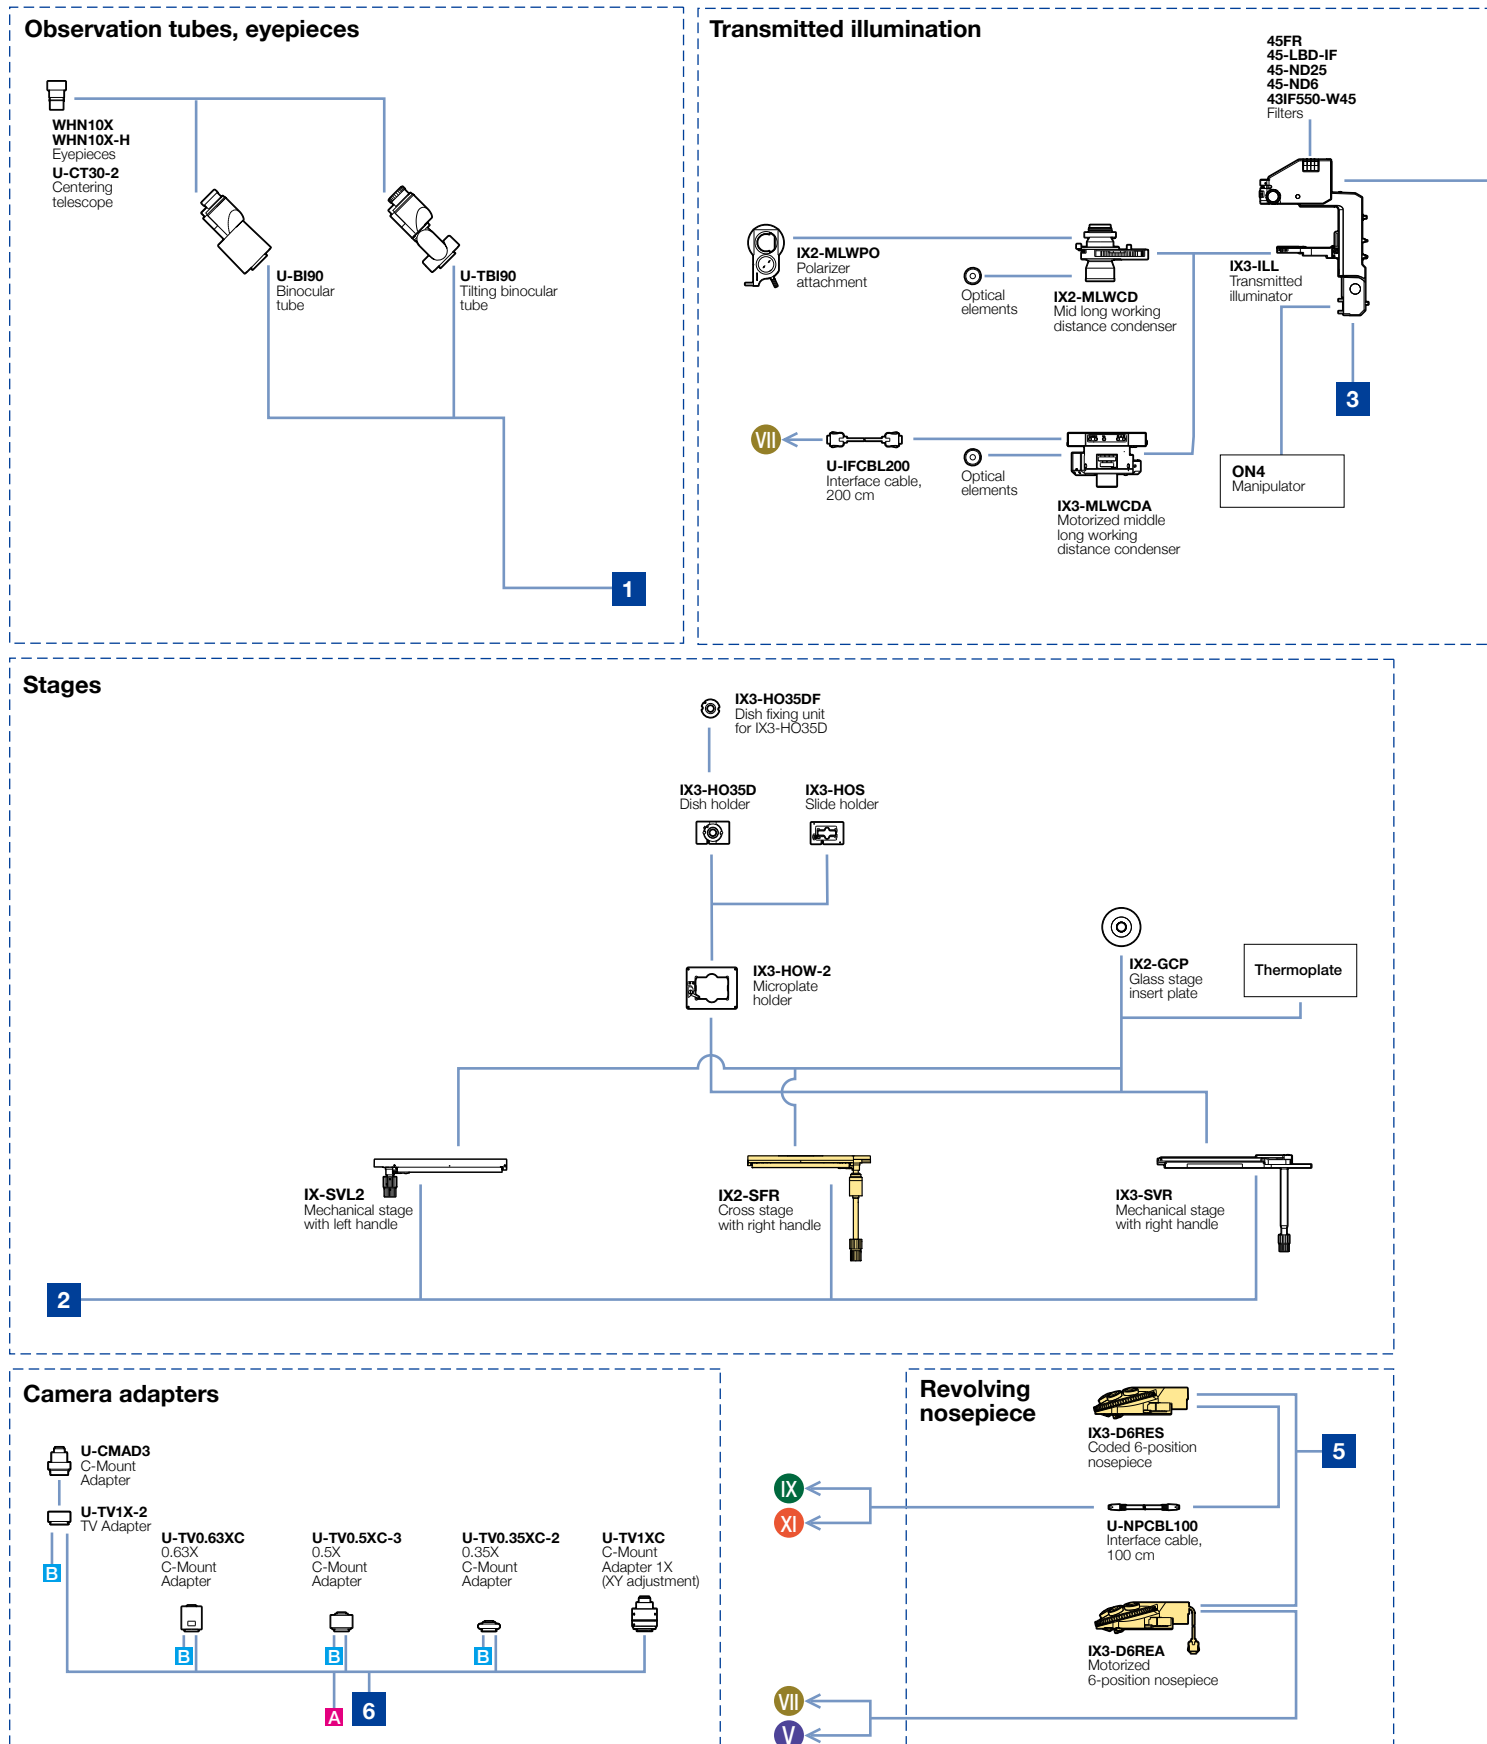 Observation tubes, eyepieces
WHN10X
WHN10X-H
Eyepieces
U-CT30-2
Centering
telescope
U-BI90
Binocular
tube
U-TBI90
Tilting binocular
tube
1
Transmitted illumination
45FR
45-LBD-IF
45-ND25
45-ND6
43IF550-W45
Filters
IX2-MLWPO
Polarizer
attachment
Optical
elements
IX2-MLWCD
Mid long working
distance condenser
IX3-ILL
Transmitted
illuminator
3
VII
U-IFCBL200
Interface cable,
200 cm
Optical
elements
IX3-MLWCDA
Motorized middle
long working
distance condenser
ON4
Manipulator
Stages
IX3-HO35DF
Dish fixing unit
for IX3-HO35D
IX3-HO35D
Dish holder
IX3-HOS
Slide holder
IX3-HOW-2
Microplate
holder
IX2-GCP
Glass stage
insert plate
Thermoplate
IX-SVL2
Mechanical stage
with left handle
IX2-SFR
Cross stage
with right handle
IX3-SVR
Mechanical stage
with right handle
2
Camera adapters
U-CMAD3
C-Mount
Adapter
U-TV1X-2
TV Adapter
B
U-TV0.63XC
0.63X
C-Mount
Adapter
B
U-TV0.5XC-3
0.5X
C-Mount
Adapter
B
U-TV0.35XC-2
0.35X
C-Mount
Adapter
B
U-TV1XC
C-Mount
Adapter 1X
(XY adjustment)
A
6
Revolving
nosepiece
IX3-D6RES
Coded 6-position
nosepiece
5
IX
XI
U-NPCBL100
Interface cable,
100 cm
IX3-D6REA
Motorized
6-position nosepiece
VII
V